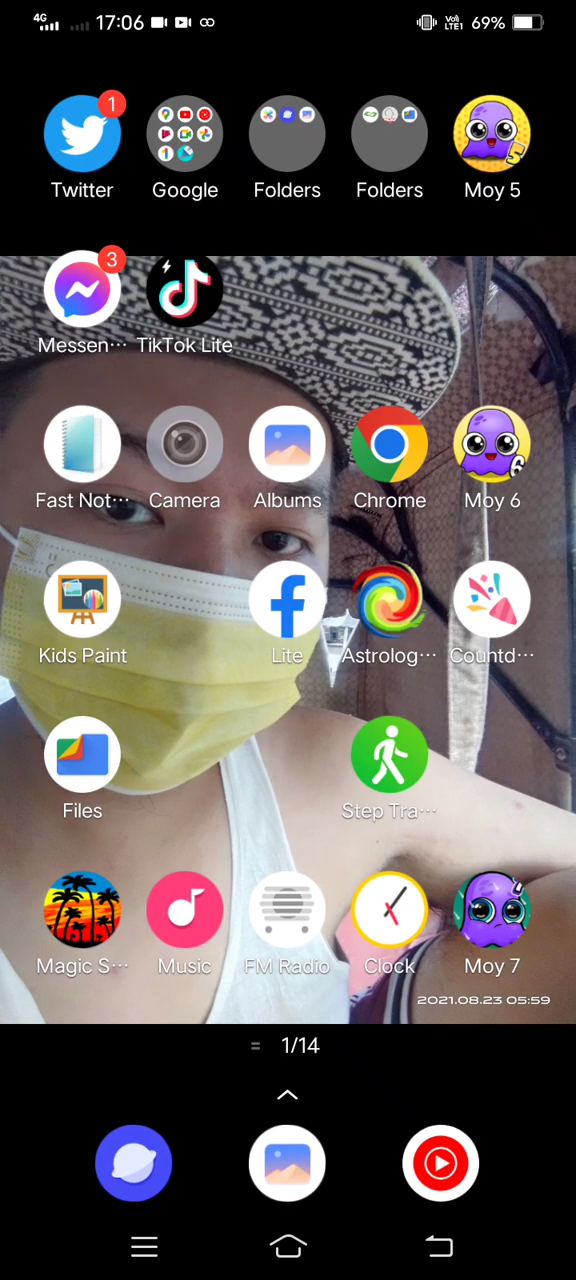 4G 17:06 VoLTE1 69%
1
Twitter Google Folders Folders Moy 5
3
Messen··· TikTok Lite
Fast Not··· Camera Albums Chrome Moy 6
Kids Paint Lite Astrolog··· Countd···
Files Step Tra···
Magic S··· Music FM Radio Clock Moy 7
2021.08.23 05:59
1/14